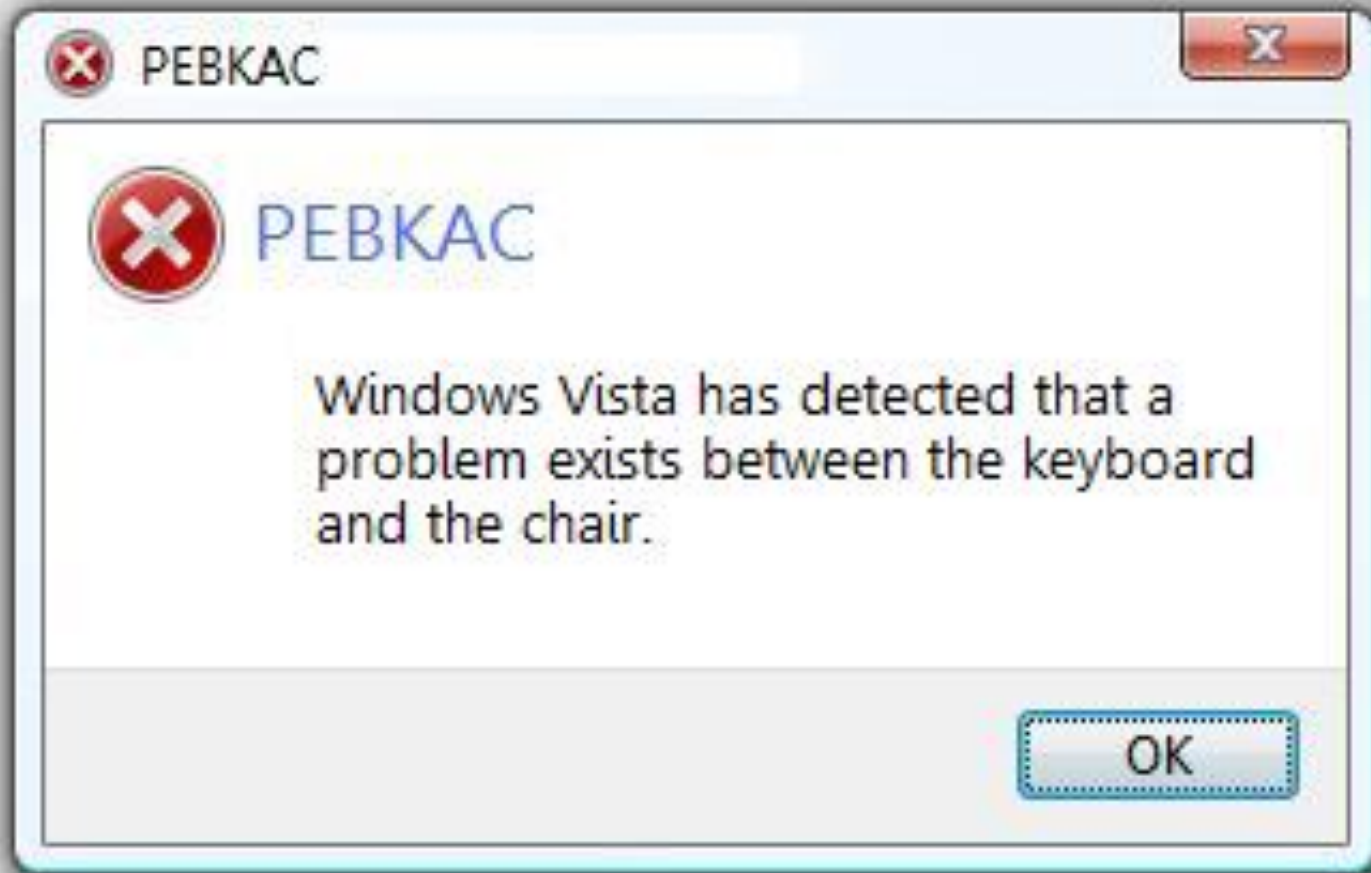 PEBKAC
PEBKAC
Windows Vista has detected that a
problem exists between the keyboard
and the chair.
OK